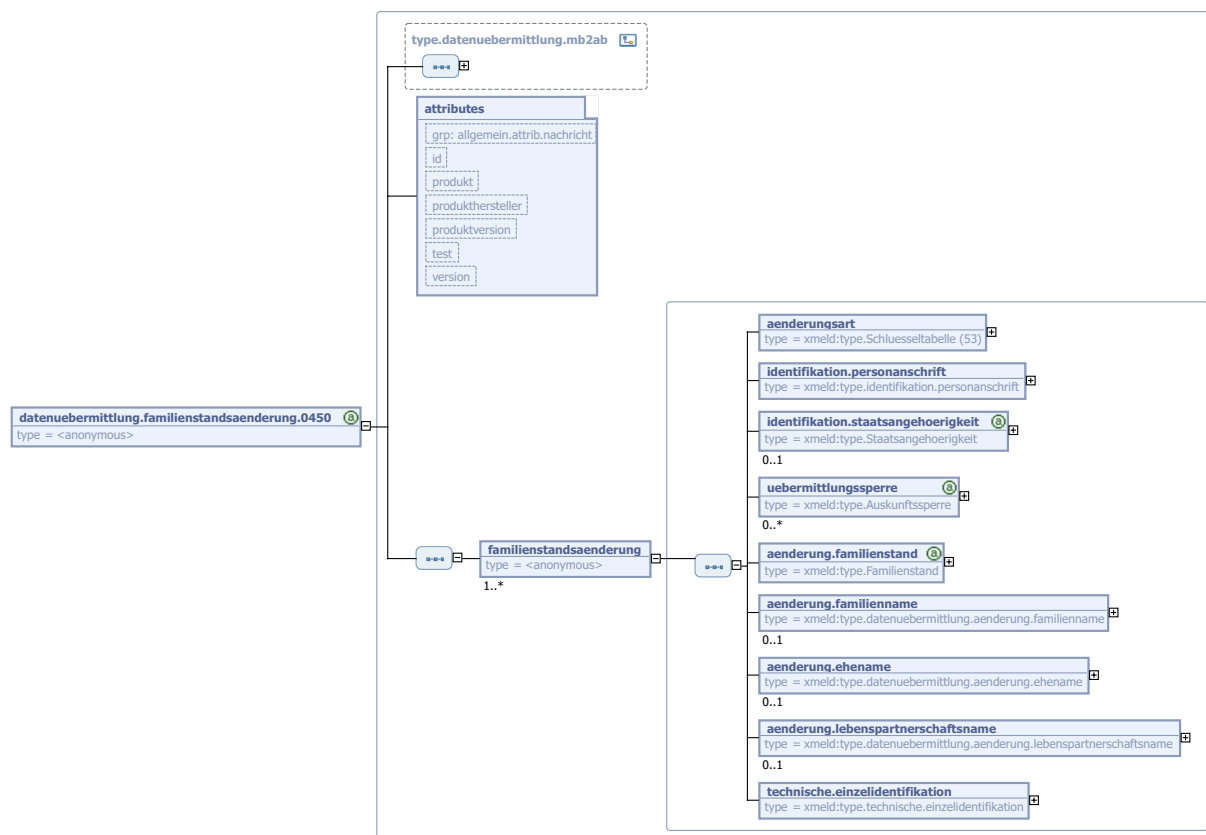 type.datenuebermittlung.mb2ab
attributes
grp: allgemein.attrib.nachricht
id
produkt
produkthersteller
produktversion
test
version
datenuebermittlung.familienstandsaenderung.0450 a
type = <anonymous>
familienstandsaenderung
type = <anonymous>
1..*
aenderungsart
type = xmeld:type.Schluesseltabelle (53)
identifikation.personanschrift
type = xmeld:type.identifikation.personanschrift
identifikation.staatsangehoerigkeit a
type = xmeld:type.Staatsangehoerigkeit
0..1
uebermittlungssperre a
type = xmeld:type.Auskunftssperre
0..*
aenderung.familienstand a
type = xmeld:type.Familienstand
aenderung.familienname
type = xmeld:type.datenuebermittlung.aenderung.familienname
0..1
aenderung.ehename
type = xmeld:type.datenuebermittlung.aenderung.ehename
0..1
aenderung.lebenspartnerschaftsname
type = xmeld:type.datenuebermittlung.aenderung.lebenspartnerschaftsname
0..1
technische.einzelidentifikation
type = xmeld:type.technische.einzelidentifikation